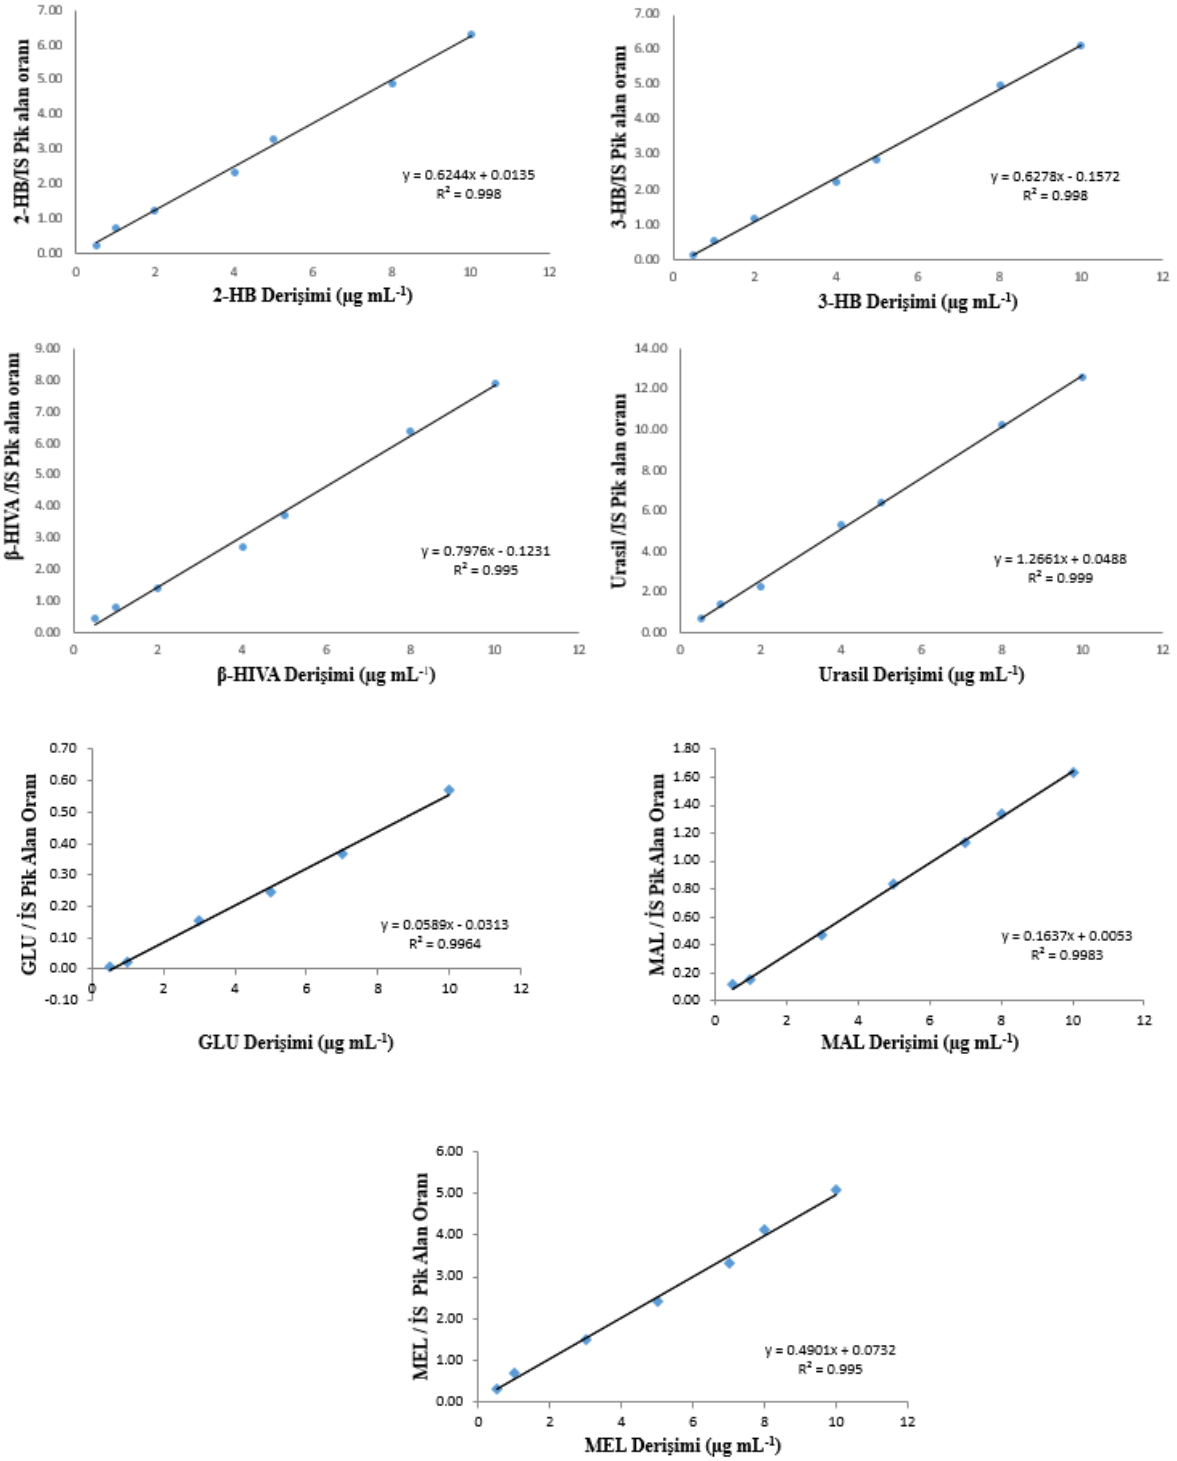 7.00
6.00
5.00
4.00
3.00
2.00
1.00
0.00
2-HB/IS Pik alan oranı
y = 0.6244x + 0.0135
R² = 0.998
0 2 4 6 8 10 12
2-HB Derişimi (µg mL⁻¹)
7.00
6.00
5.00
4.00
3.00
2.00
1.00
0.00
3-HB/IS Pik alan oranı
y = 0.6278x - 0.1572
R² = 0.998
0 2 4 6 8 10 12
3-HB Derişimi (µg mL⁻¹)
9.00
8.00
7.00
6.00
5.00
4.00
3.00
2.00
1.00
0.00
β-HIVA /IS Pik alan oranı
y = 0.7976x - 0.1231
R² = 0.995
0 2 4 6 8 10 12
β-HIVA Derişimi (µg mL⁻¹)
14.00
12.00
10.00
8.00
6.00
4.00
2.00
0.00
Urasil /IS Pik alan oranı
y = 1.2661x + 0.0488
R² = 0.999
0 2 4 6 8 10 12
Urasil Derişimi (µg mL⁻¹)
0.70
0.60
0.50
0.40
0.30
0.20
0.10
0.00
-0.10
GLU / İS Pik Alan Oranı
y = 0.0589x - 0.0313
R² = 0.9964
0 2 4 6 8 10 12
GLU Derişimi (µg mL⁻¹)
1.80
1.60
1.40
1.20
1.00
0.80
0.60
0.40
0.20
0.00
MAL / İS Pik Alan Oranı
y = 0.1637x + 0.0053
R² = 0.9983
0 2 4 6 8 10 12
MAL Derişimi (µg mL⁻¹)
6.00
5.00
4.00
3.00
2.00
1.00
0.00
MEL / İS Pik Alan Oranı
y = 0.4901x + 0.0732
R² = 0.995
0 2 4 6 8 10 12
MEL Derişimi (µg mL⁻¹)